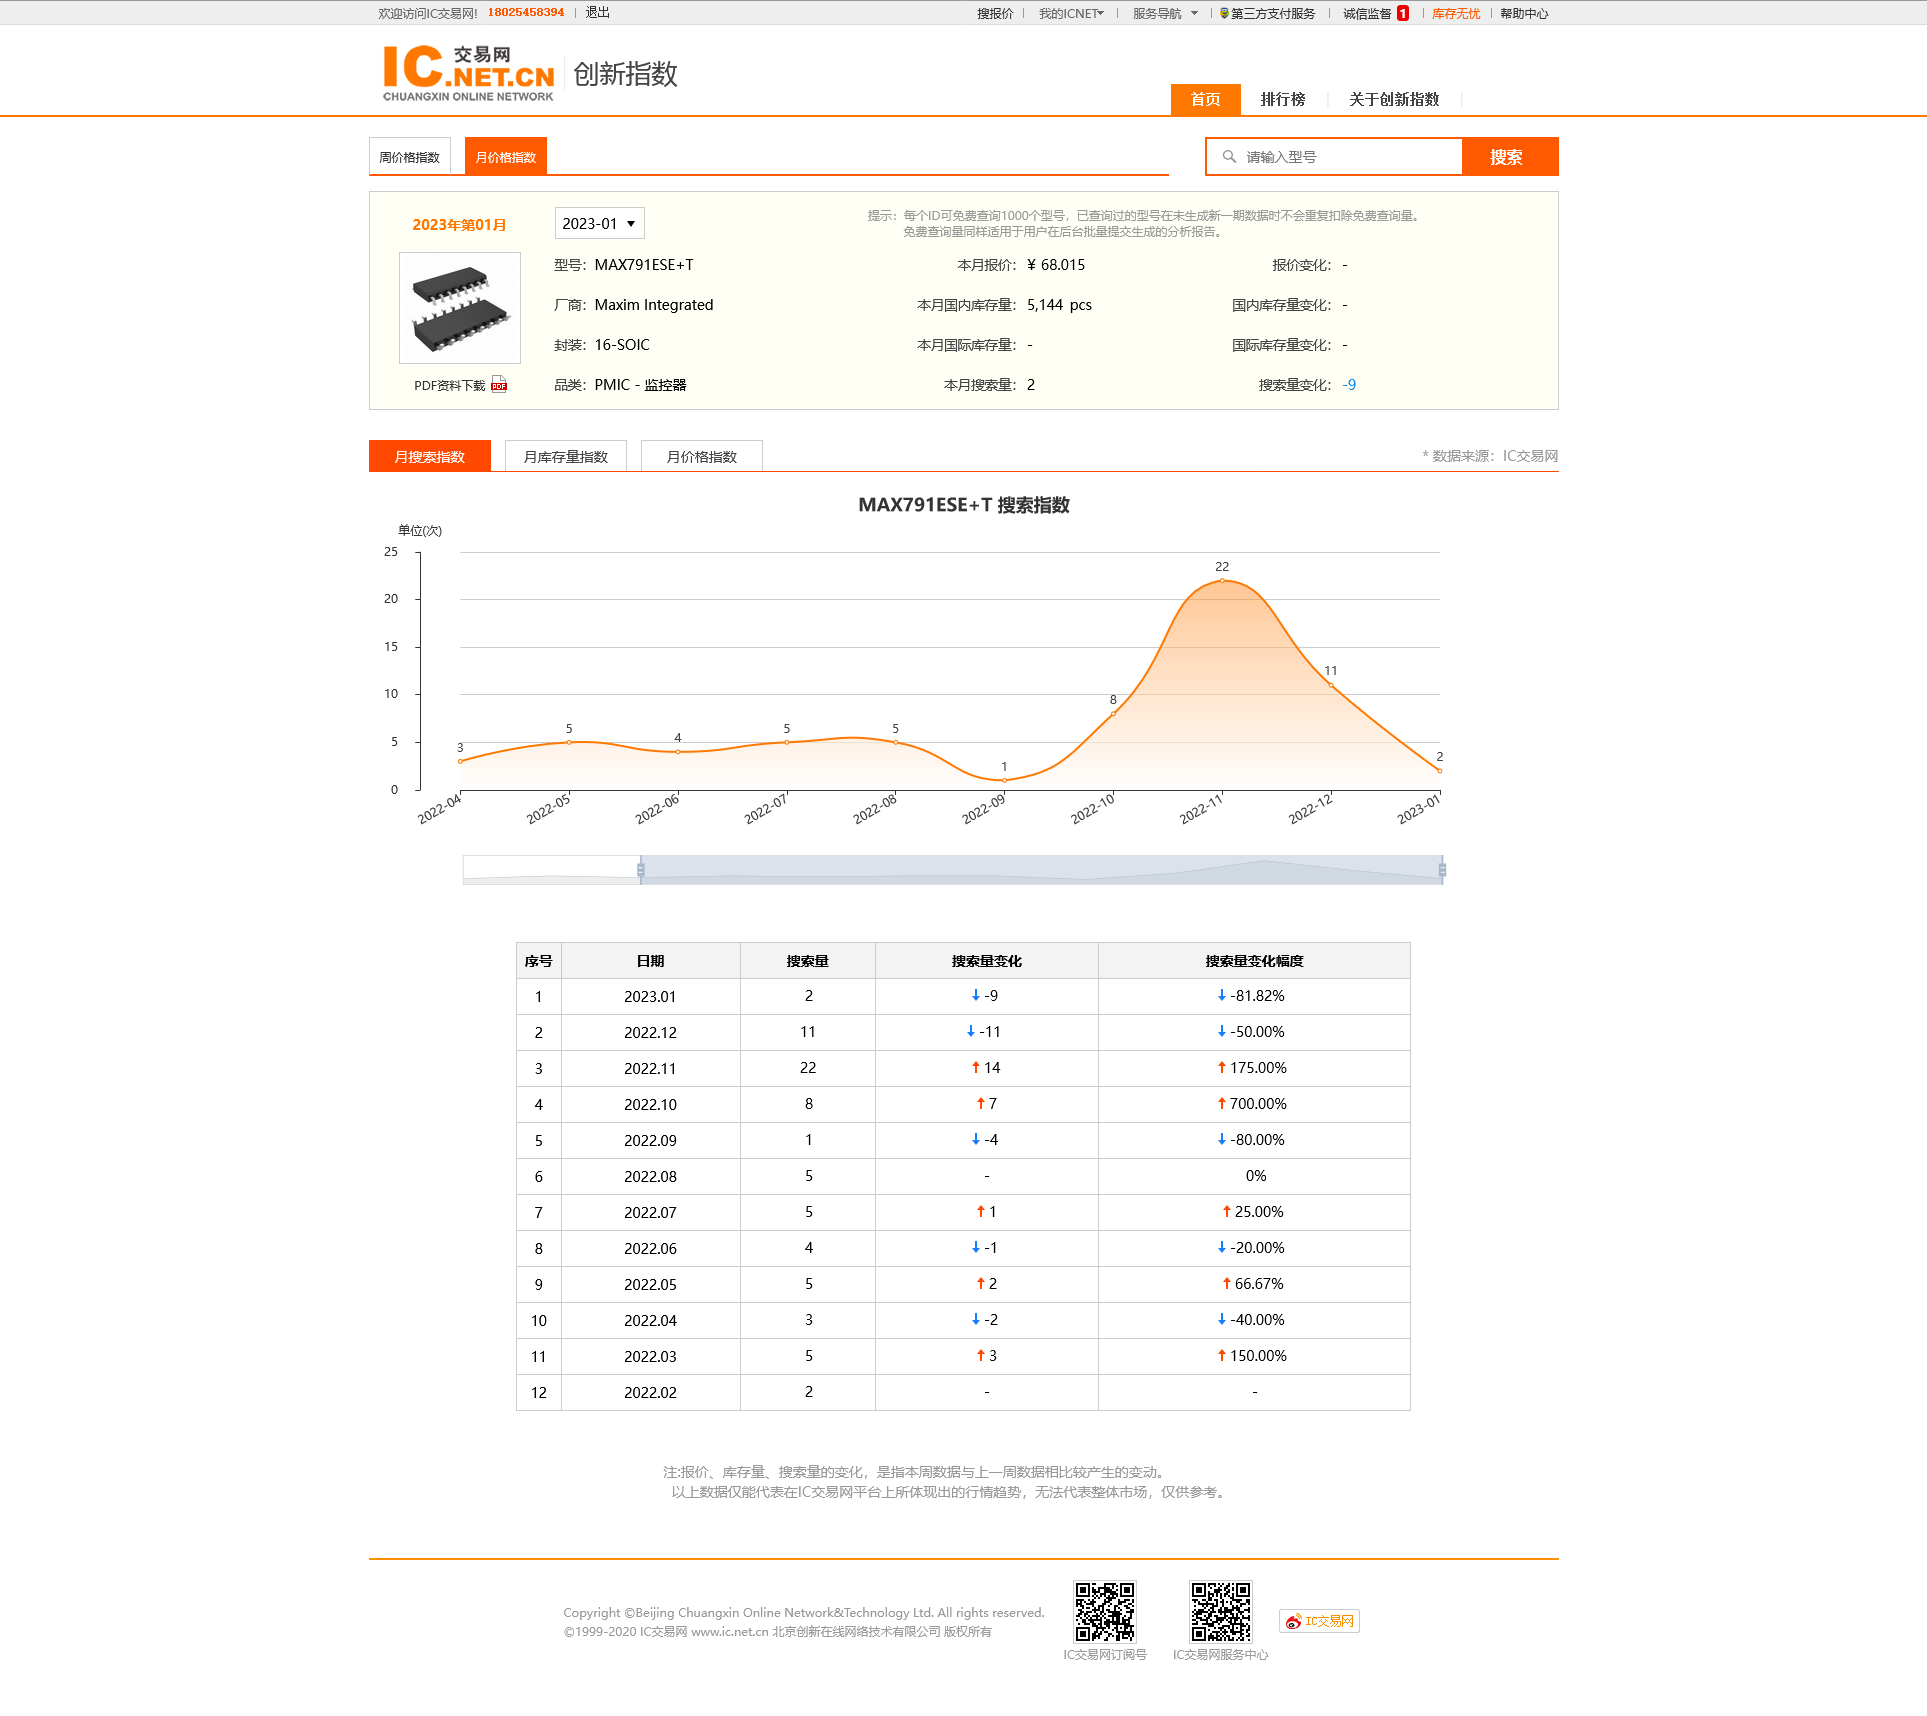 欢迎访问IC交易网! 18025458394 退出 搜报价 我的ICNET 服务导航 第三方支付服务 诚信监督 1 库存无忧 帮助中心
IC交易网.NET.CN 创新指数
CHUANGXIN ONLINE NETWORK
首页 排行榜 关于创新指数
周价格指数 月价格指数 请输入型号 搜索
2023年第01月 2023-01 提示：每个ID可免费查询1000个型号，已查询过的型号在未生成新一期数据时不会重复扣除免费查询量。
免费查询量同样适用于用户在后台批量提交生成的分析报告。
型号：MAX791ESE+T 本月报价：¥ 68.015 报价变化：-
厂商：Maxim Integrated 本月国内库存量：5,144 pcs 国内库存量变化：-
封装：16-SOIC 本月国际库存量：- 国际库存量变化：-
PDF资料下载 PDF 品类：PMIC - 监控器 本月搜索量：2 搜索量变化：-9
月搜索指数 月库存量指数 月价格指数 * 数据来源：IC交易网
MAX791ESE+T 搜索指数
单位(次)
25
22
20
15
11
10
8
5 5 5
4
3
2
1
5
0
2022-04 2022-05 2022-06 2022-07 2022-08 2022-09 2022-10 2022-11 2022-12 2023-01
序号 日期 搜索量 搜索量变化 搜索量变化幅度
1 2023.01 2 ↓ -9 ↓ -81.82%
2 2022.12 11 ↓ -11 ↓ -50.00%
3 2022.11 22 ↑ 14 ↑ 175.00%
4 2022.10 8 ↑ 7 ↑ 700.00%
5 2022.09 1 ↓ -4 ↓ -80.00%
6 2022.08 5 - 0%
7 2022.07 5 ↑ 1 ↑ 25.00%
8 2022.06 4 ↓ -1 ↓ -20.00%
9 2022.05 5 ↑ 2 ↑ 66.67%
10 2022.04 3 ↓ -2 ↓ -40.00%
11 2022.03 5 ↑ 3 ↑ 150.00%
12 2022.02 2 - -
注:报价、库存量、搜索量的变化，是指本周数据与上一周数据相比较产生的变动。
以上数据仅能代表在IC交易网平台上所体现出的行情趋势，无法代表整体市场，仅供参考。
Copyright ©Beijing Chuangxin Online Network&Technology Ltd. All rights reserved.
©1999-2020 IC交易网 www.ic.net.cn 北京创新在线网络技术有限公司 版权所有
IC交易网
IC交易网订阅号 IC交易网服务中心